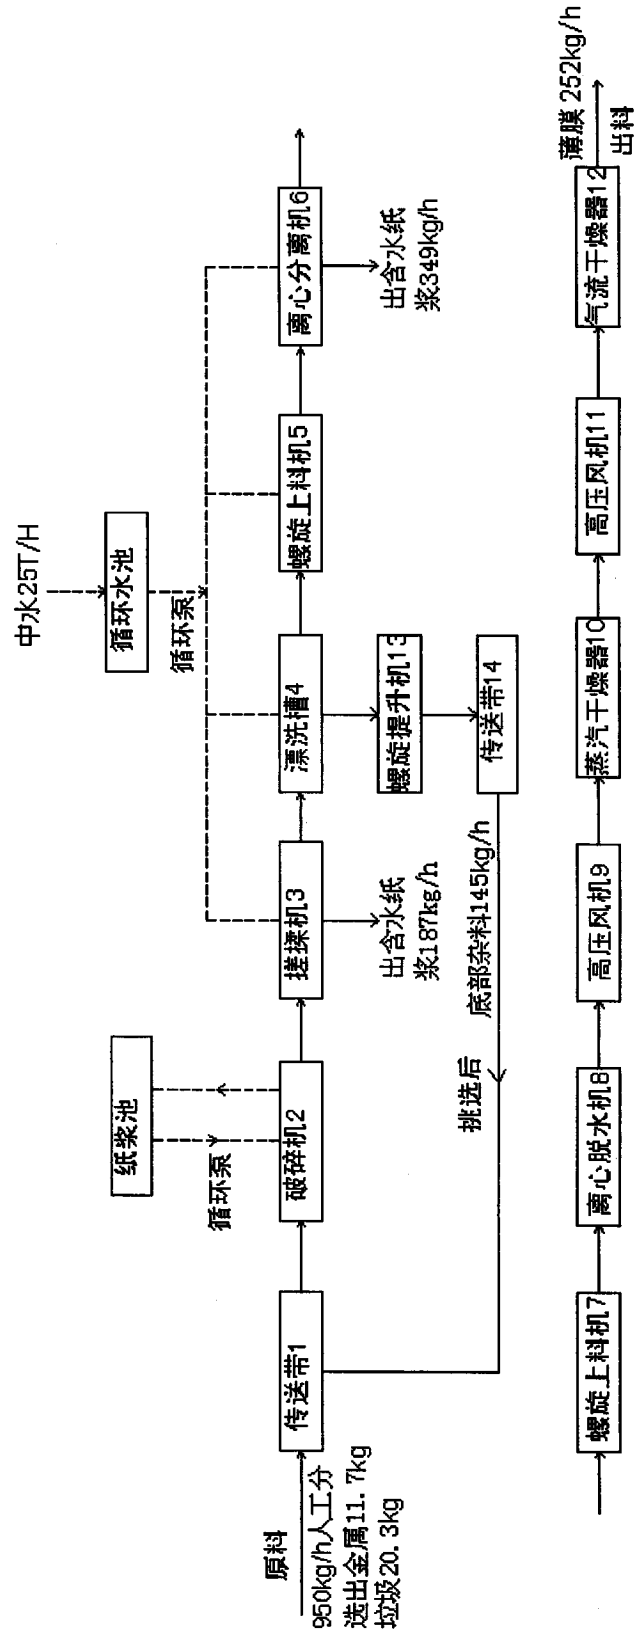 原料
950kg/h人工分
选出金属11.7kg
垃圾20.3kg
传送带1
破碎机2
循环泵
纸浆池
搓揉机3
出含水纸
浆187kg/h
漂洗槽4
螺旋提升机13
传送带14
底部杂料145kg/h
挑选后
中水25T/H
循环水池
循环泵
螺旋上料机5
离心分离机6
出含水纸
浆349kg/h
螺旋上料机7
离心脱水机8
高压风机9
蒸汽干燥器10
高压风机11
气流干燥器12
薄膜252kg/h
出料